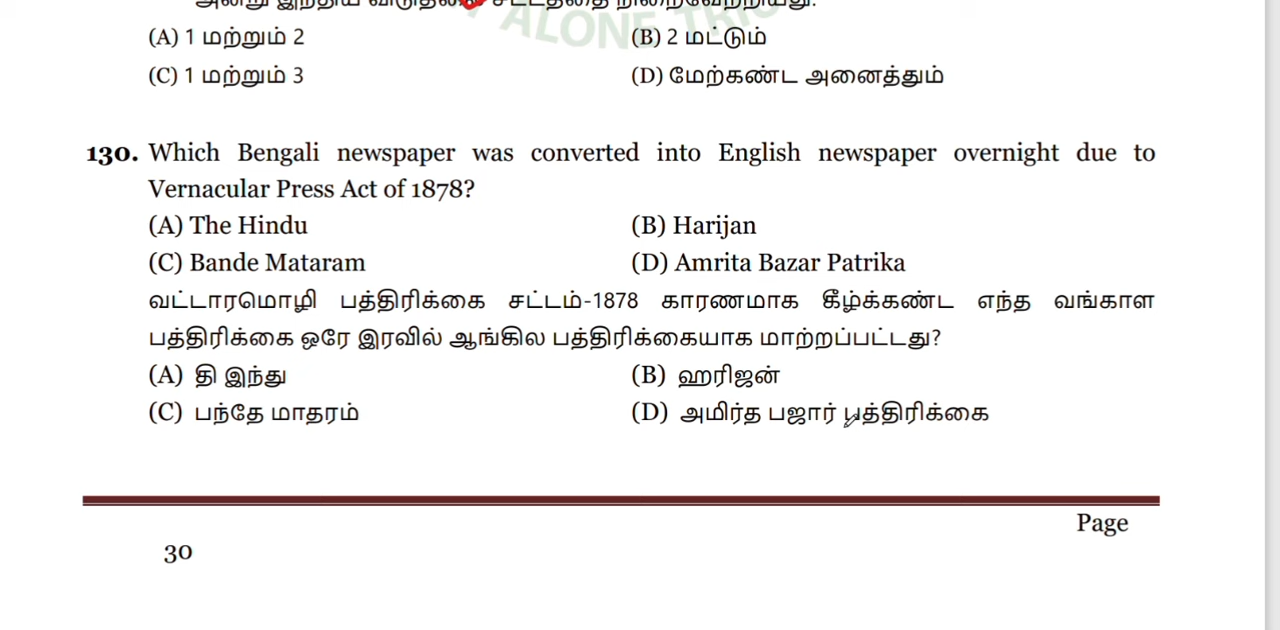 ALONE TRIO
(A) 1 மற்றும் 2 (B) 2 மட்டும்
(C) 1 மற்றும் 3 (D) மேற்கண்ட அனைத்தும்
130. Which Bengali newspaper was converted into English newspaper overnight due to
Vernacular Press Act of 1878?
(A) The Hindu (B) Harijan
(C) Bande Mataram (D) Amrita Bazar Patrika
வட்டாரமொழி பத்திரிக்கை சட்டம்-1878 காரணமாக கீழ்க்கண்ட எந்த வங்காள
பத்திரிக்கை ஒரே இரவில் ஆங்கில பத்திரிக்கையாக மாற்றப்பட்டது?
(A) தி இந்து (B) ஹரிஜன்
(C) பந்தே மாதரம் (D) அமிர்த பஜார் பத்திரிக்கை
Page
30